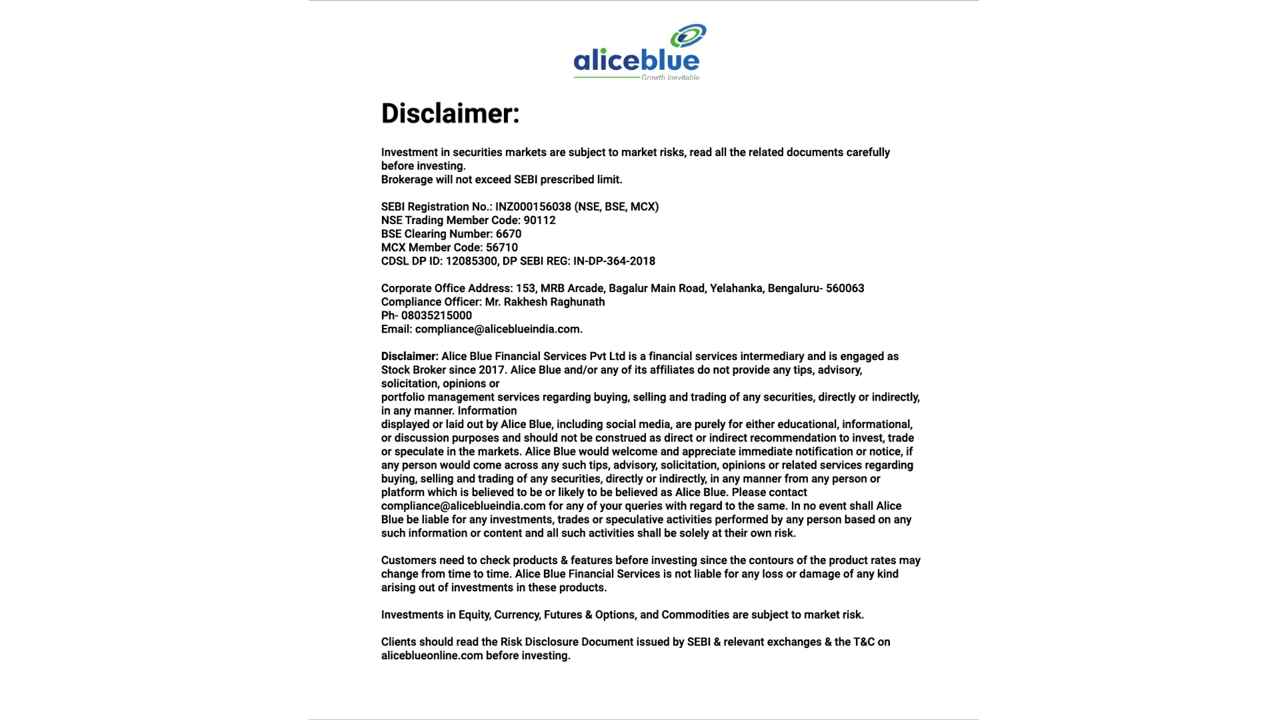 aliceblue
Growth Inevitable
Disclaimer:
Investment in securities markets are subject to market risks, read all the related documents carefully
before investing.
Brokerage will not exceed SEBI prescribed limit.
SEBI Registration No.: INZ000156038 (NSE, BSE, MCX)
NSE Trading Member Code: 90112
BSE Clearing Number: 6670
MCX Member Code: 56710
CDSL DP ID: 12085300, DP SEBI REG: IN-DP-364-2018
Corporate Office Address: 153, MRB Arcade, Bagalur Main Road, Yelahanka, Bengaluru- 560063
Compliance Officer: Mr. Rakhesh Raghunath
Ph- 08035215000
Email: compliance@aliceblueindia.com.
Disclaimer: Alice Blue Financial Services Pvt Ltd is a financial services intermediary and is engaged as
Stock Broker since 2017. Alice Blue and/or any of its affiliates do not provide any tips, advisory,
solicitation, opinions or
portfolio management services regarding buying, selling and trading of any securities, directly or indirectly,
in any manner. Information
displayed or laid out by Alice Blue, including social media, are purely for either educational, informational,
or discussion purposes and should not be construed as direct or indirect recommendation to invest, trade
or speculate in the markets. Alice Blue would welcome and appreciate immediate notification or notice, if
any person would come across any such tips, advisory, solicitation, opinions or related services regarding
buying, selling and trading of any securities, directly or indirectly, in any manner from any person or
platform which is believed to be or likely to be believed as Alice Blue. Please contact
compliance@aliceblueindia.com for any of your queries with regard to the same. In no event shall Alice
Blue be liable for any investments, trades or speculative activities performed by any person based on any
such information or content and all such activities shall be solely at their own risk.
Customers need to check products & features before investing since the contours of the product rates may
change from time to time. Alice Blue Financial Services is not liable for any loss or damage of any kind
arising out of investments in these products.
Investments in Equity, Currency, Futures & Options, and Commodities are subject to market risk.
Clients should read the Risk Disclosure Document issued by SEBI & relevant exchanges & the T&C on
aliceblueonline.com before investing.